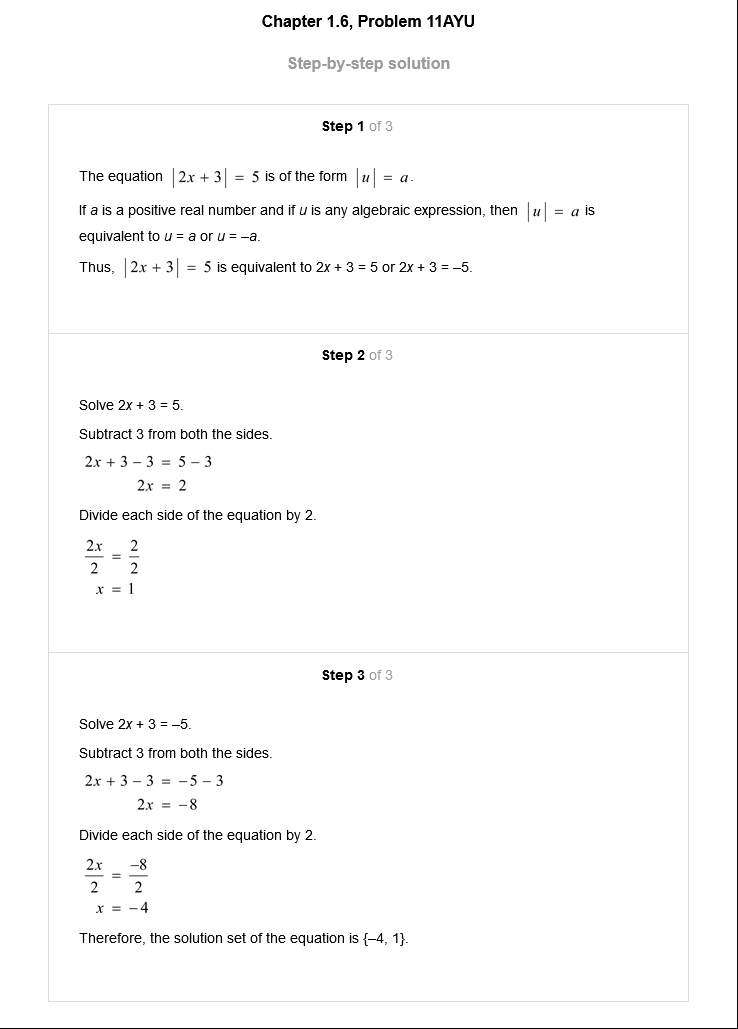 Chapter 1.6, Problem 11AYU
Step-by-step solution
Step 1 of 3
The equation |2x + 3| = 5 is of the form |u| = a.
If a is a positive real number and if u is any algebraic expression, then |u| = a is
equivalent to u = a or u = –a.
Thus, |2x + 3| = 5 is equivalent to 2x + 3 = 5 or 2x + 3 = –5.
Step 2 of 3
Solve 2x + 3 = 5.
Subtract 3 from both the sides.
2x + 3 − 3 = 5 − 3
2x = 2
Divide each side of the equation by 2.
2x/2 = 2/2
x = 1
Step 3 of 3
Solve 2x + 3 = –5.
Subtract 3 from both the sides.
2x + 3 − 3 = −5 − 3
2x = −8
Divide each side of the equation by 2.
2x/2 = −8/2
x = −4
Therefore, the solution set of the equation is {–4, 1}.